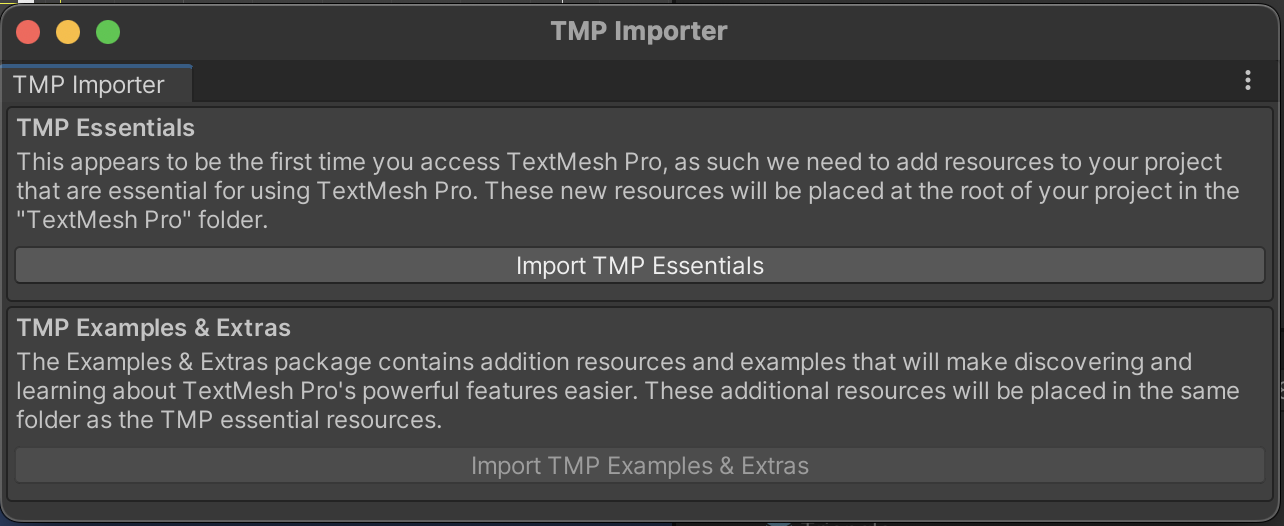 TMP Importer
TMP Importer
TMP Essentials
This appears to be the first time you access TextMesh Pro, as such we need to add resources to your project
that are essential for using TextMesh Pro. These new resources will be placed at the root of your project in the
"TextMesh Pro" folder.
Import TMP Essentials
TMP Examples & Extras
The Examples & Extras package contains addition resources and examples that will make discovering and
learning about TextMesh Pro's powerful features easier. These additional resources will be placed in the same
folder as the TMP essential resources.
Import TMP Examples & Extras